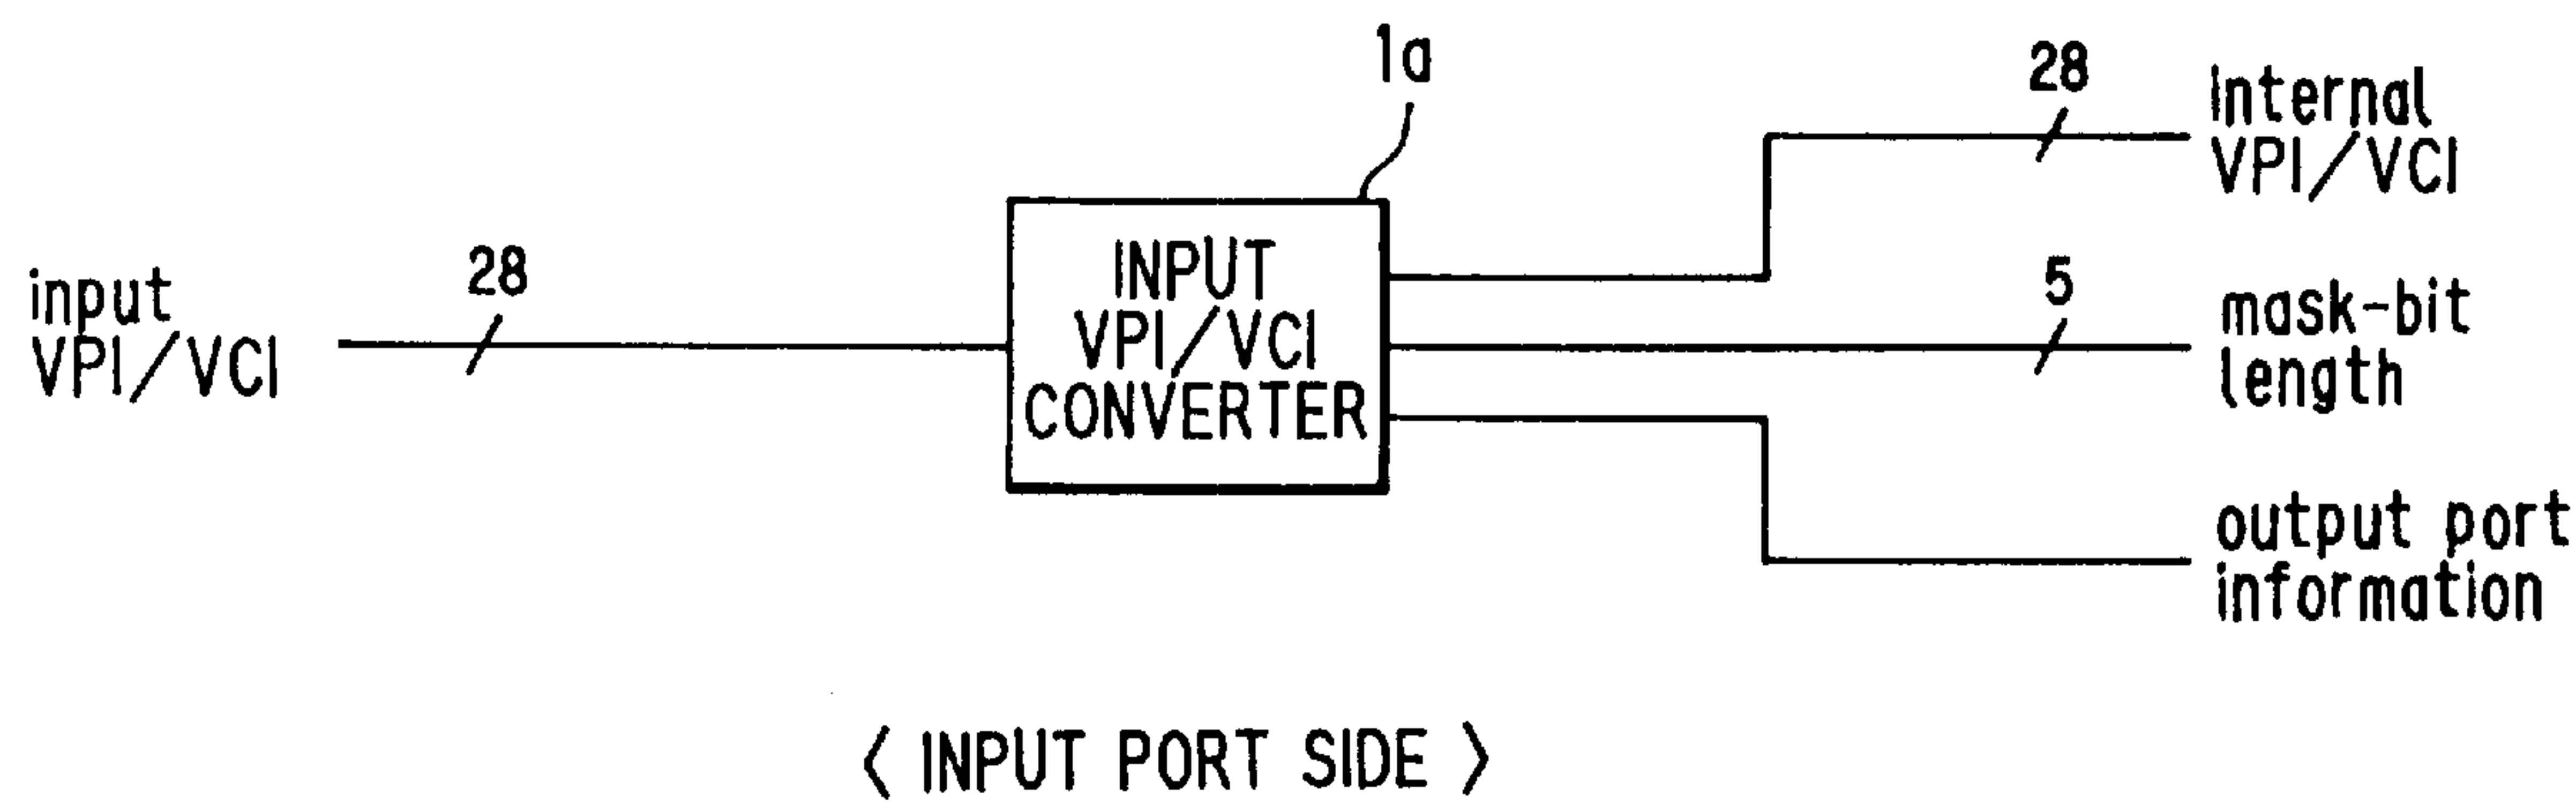 1a
28
Internal
VPI/VCI
input
VPI/VCI
28
INPUT
VPI/VCI
CONVERTER
5
mask-bit
length
output port
information
〈 INPUT PORT SIDE 〉